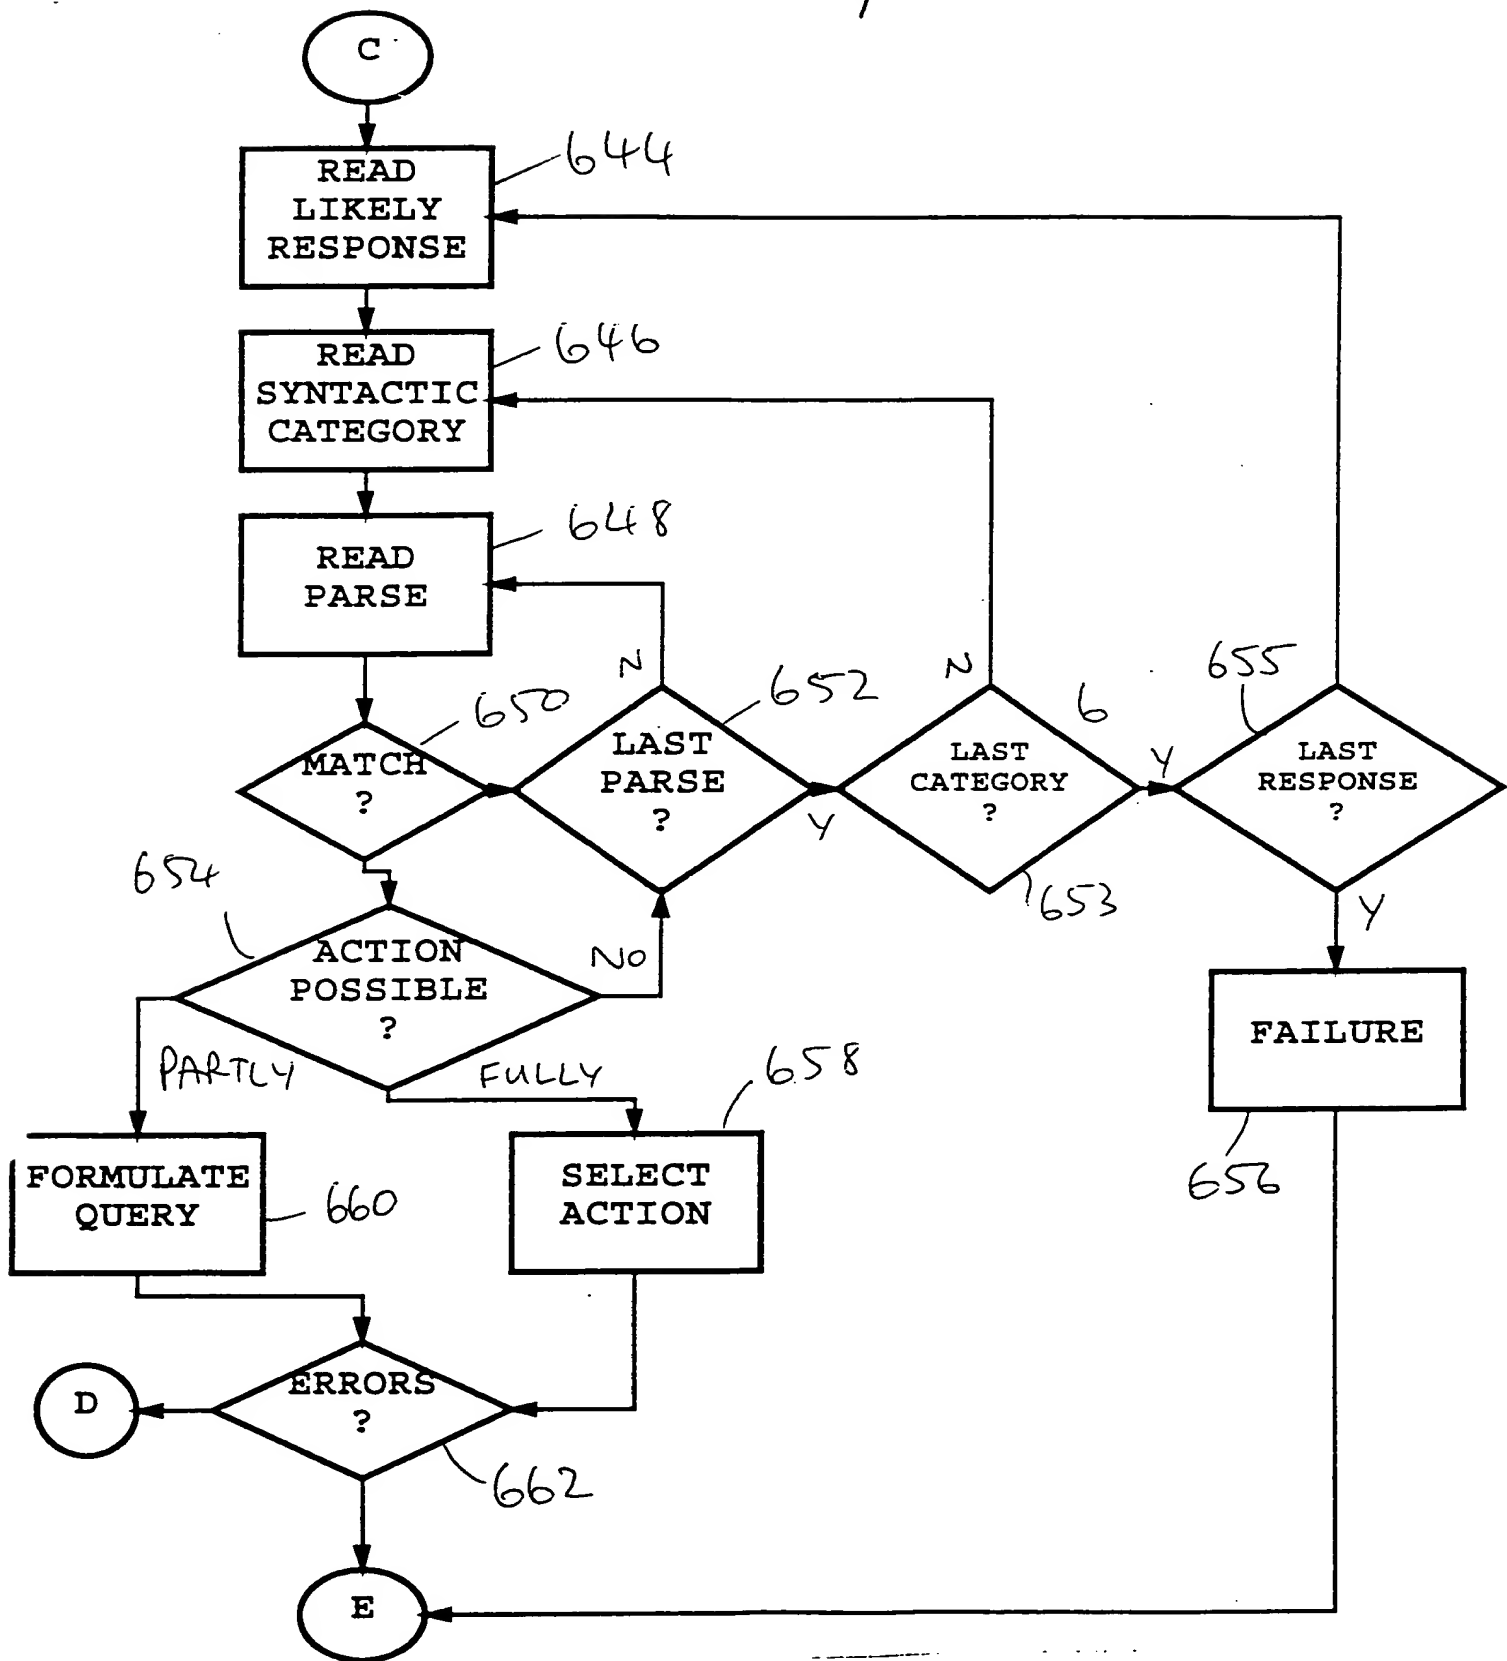 C
READ
LIKELY
RESPONSE
644
READ
SYNTACTIC
CATEGORY
646
READ
PARSE
648
MATCH
?
650
N
LAST
PARSE
?
652
Y
N
LAST
CATEGORY
?
6
653
Y
655
LAST
RESPONSE
?
Y
654
ACTION
POSSIBLE
?
NO
PARTLY
FULLY
658
FAILURE
656
FORMULATE
QUERY
660
SELECT
ACTION
D
ERRORS
?
662
E